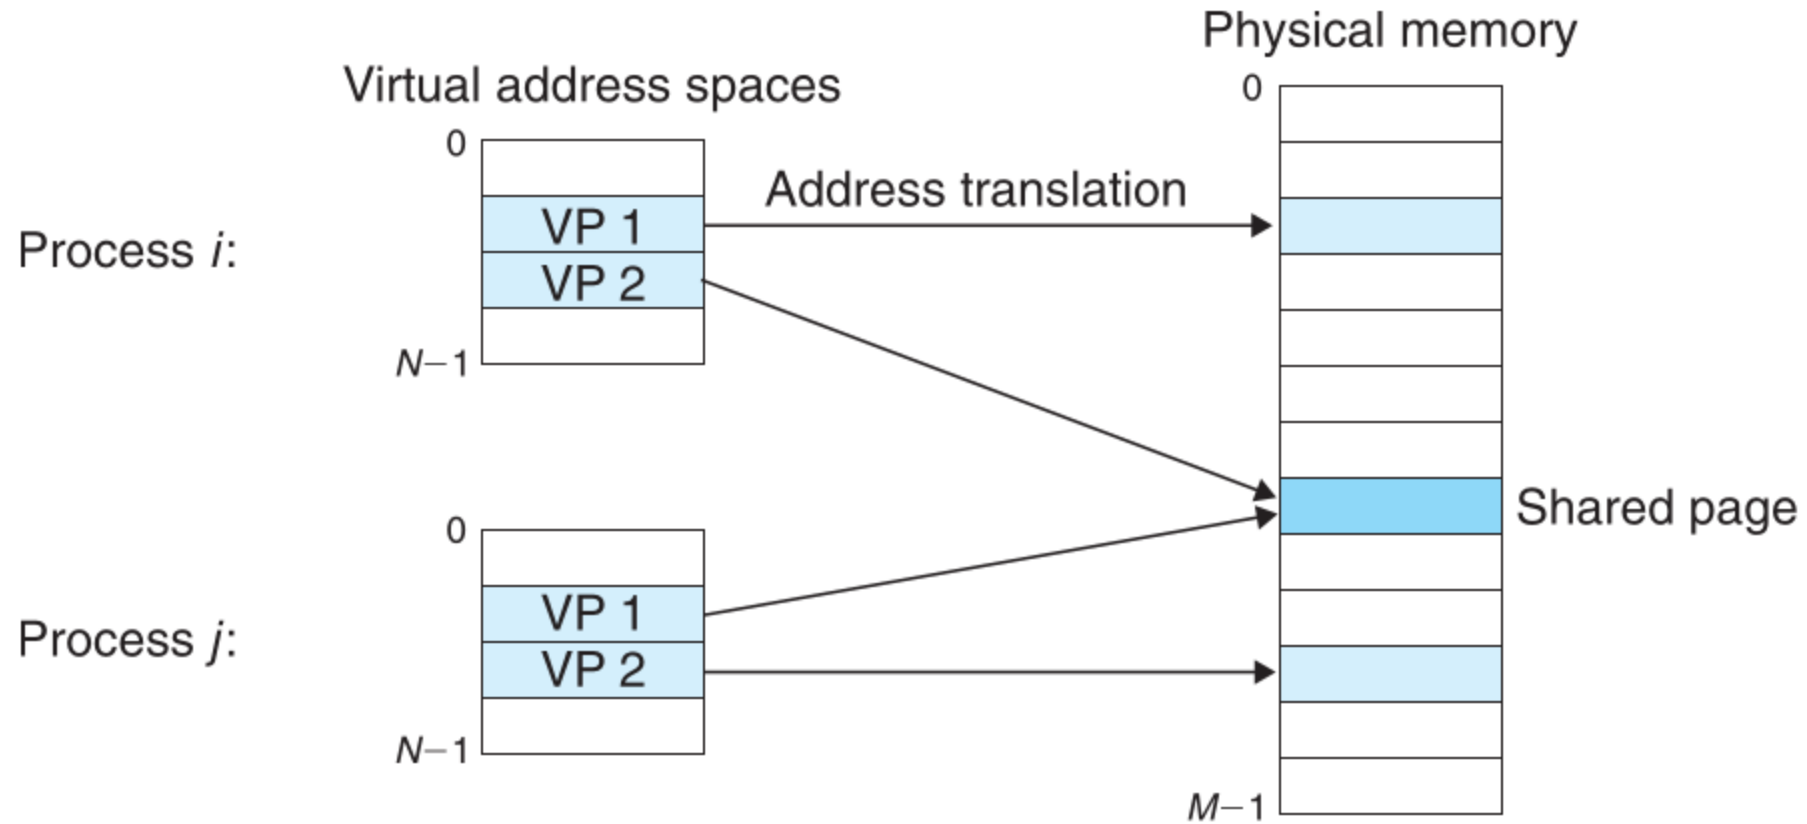 Physical memory
Virtual address spaces
0
0
Address translation
Process i:
VP 1
VP 2
N−1
Shared page
0
Process j:
VP 1
VP 2
N−1
M−1